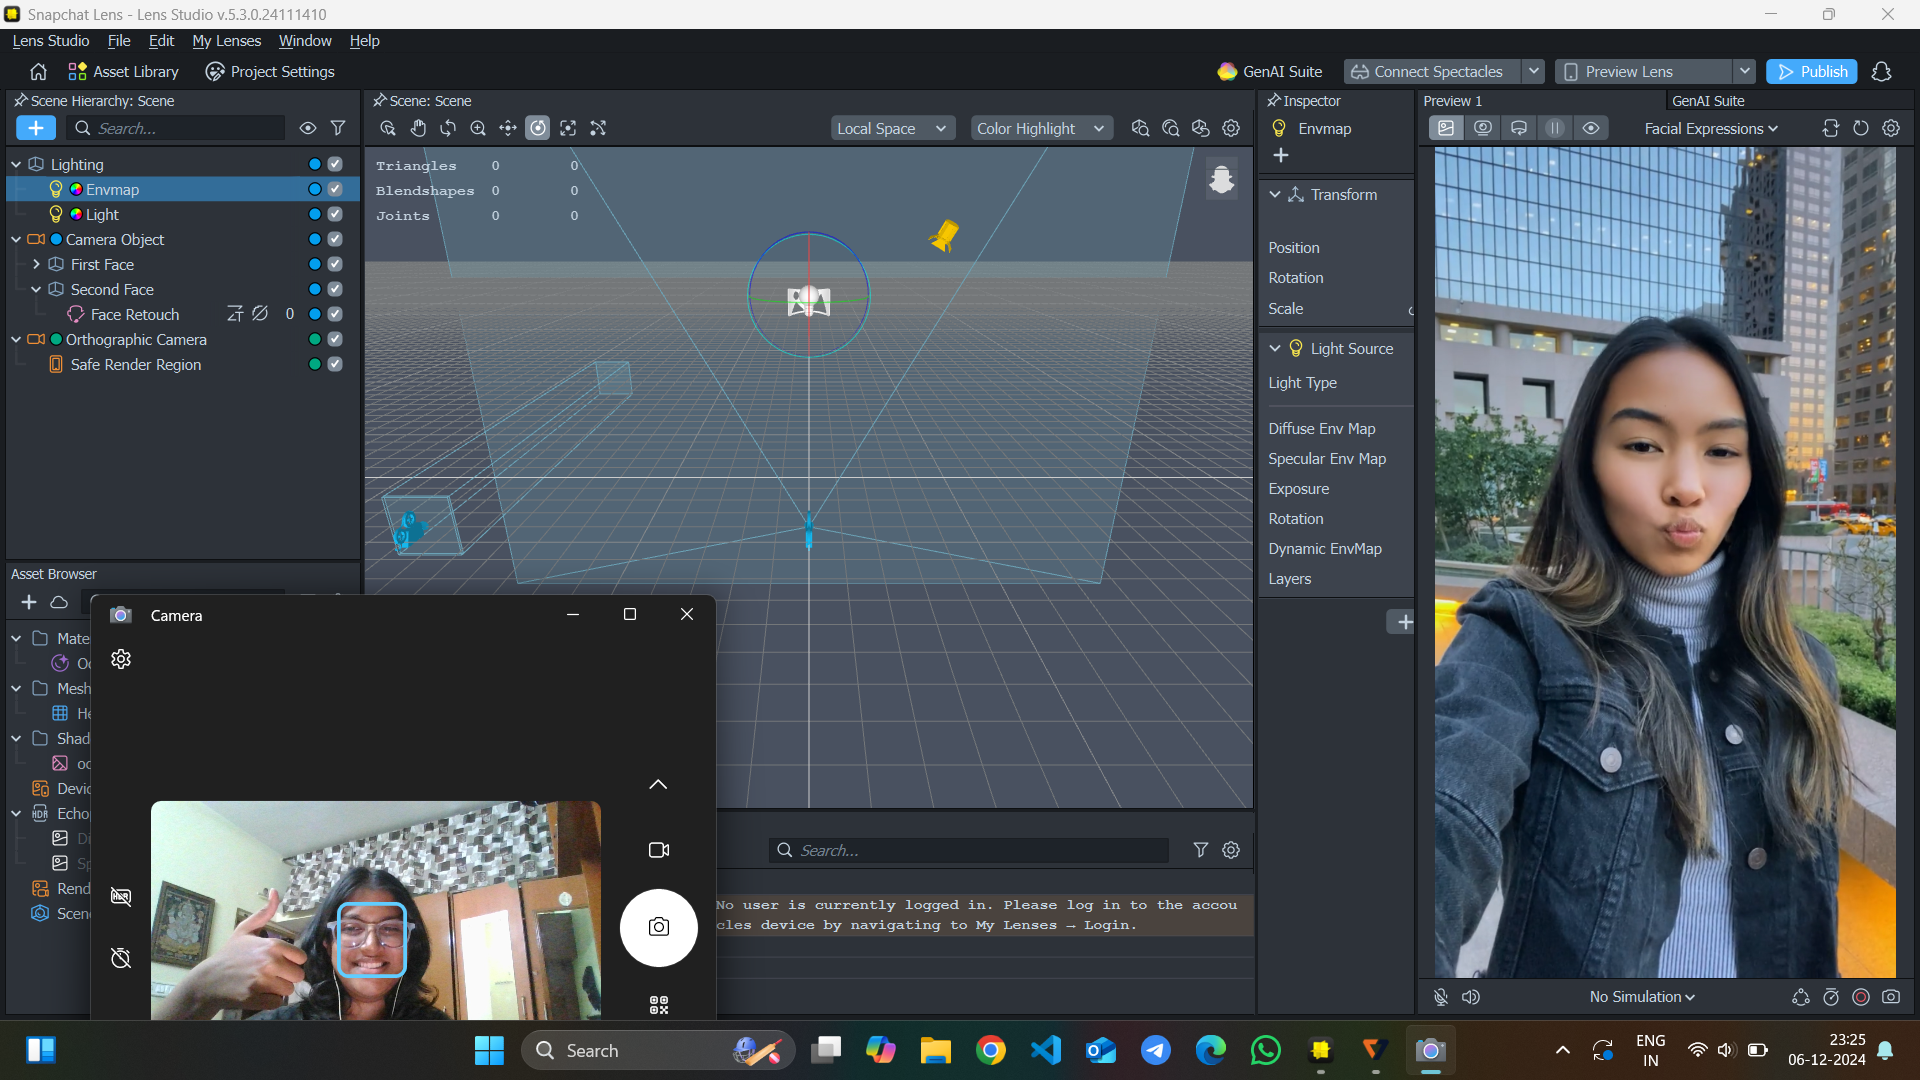 Snapchat Lens - Lens Studio v.5.3.0.24111410
Lens Studio File Edit My Lenses Window Help
Asset Library Project Settings GenAI Suite Connect Spectacles Preview Lens Publish
Scene Hierarchy: Scene
Search...
Lighting
Envmap
Light
Camera Object
First Face
Second Face
Face Retouch 0
Orthographic Camera
Safe Render Region
Asset Browser
Mate
Oc
Mesh
He
Shad
oc
Devic
HDR Echo
Di
Sp
Rend
Scen
Scene: Scene
Local Space Color Highlight
Triangles 0 0
Blendshapes 0 0
Joints 0 0
Camera
Search...
No user is currently logged in. Please log in to the accou
cles device by navigating to My Lenses → Login.
Inspector
Envmap
Transform
Position
Rotation
Scale
Light Source
Light Type
Diffuse Env Map
Specular Env Map
Exposure
Rotation
Dynamic EnvMap
Layers
Preview 1 GenAI Suite
Facial Expressions
No Simulation
Search
ENG
IN
23:25
06-12-2024